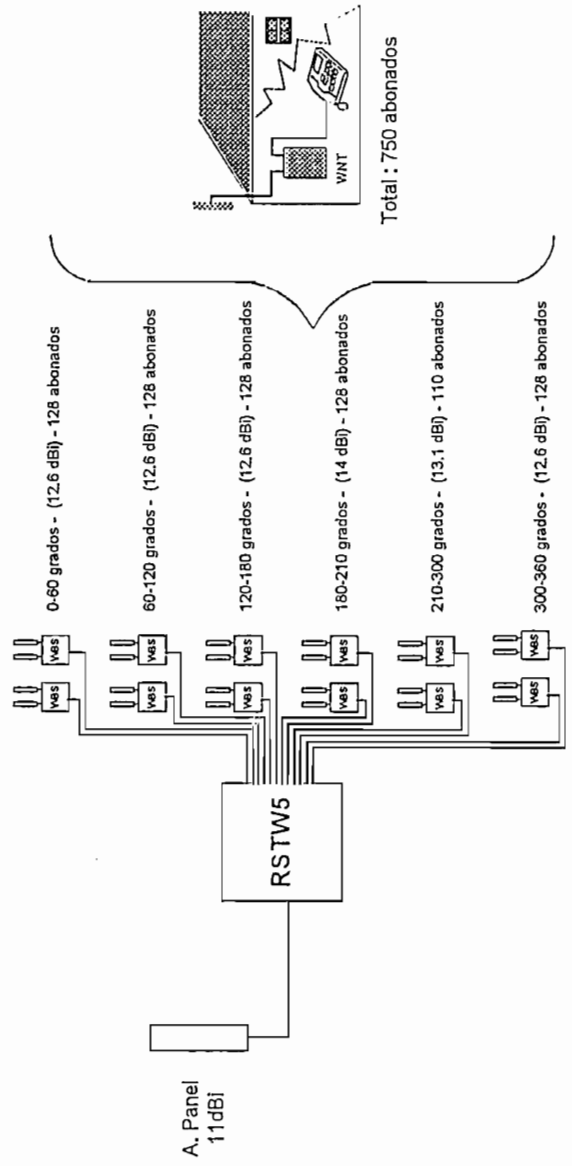 A. Panel
11dBi
RSTW5
WBS
WBS
0-60 grados - (12.6 dBi) - 128 abonados
WBS
WBS
60-120 grados - (12.6 dBi) - 128 abonados
WBS
WBS
120-180 grados - (12.6 dBi) - 128 abonados
WBS
WBS
180-210 grados - (14 dBi) - 128 abonados
WBS
WBS
210-300 grados - (13.1 dBi) - 110 abonados
WBS
WBS
300-360 grados - (12.6 dBi) - 128 abonados
WNT
Total : 750 abonados